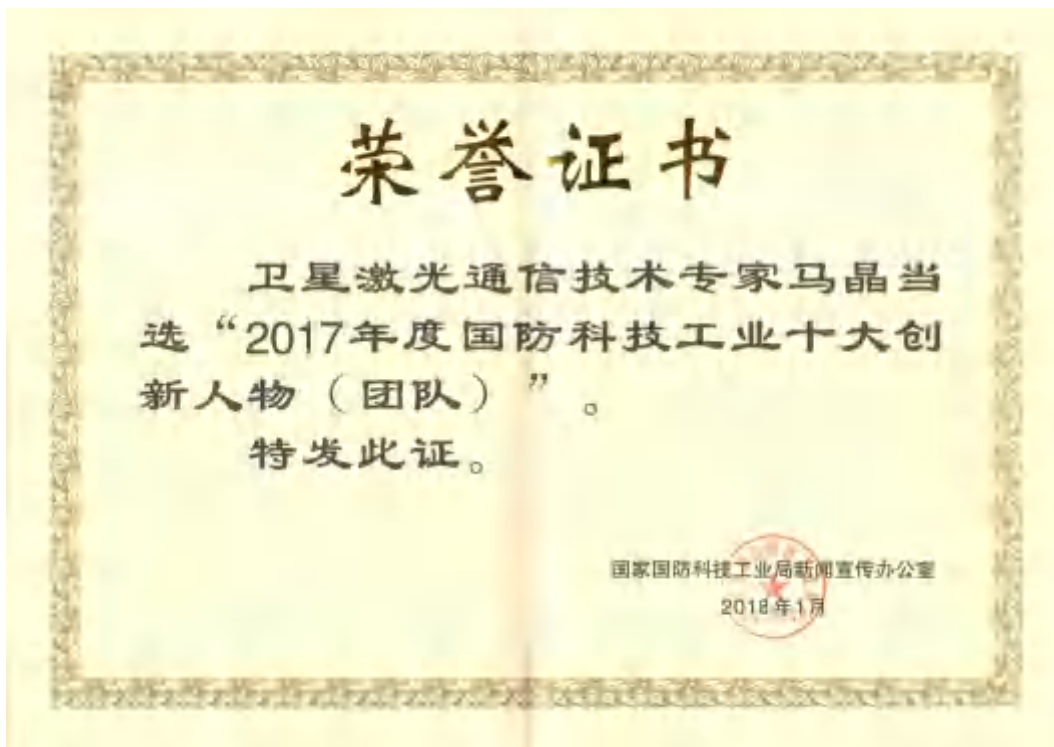 荣誉证书
卫星激光通信技术专家马晶当
选“2017年度国防科技工业十大创
新人物（团队）”。
特发此证。
国家国防科技工业局新闻宣传办公室
2018年1月